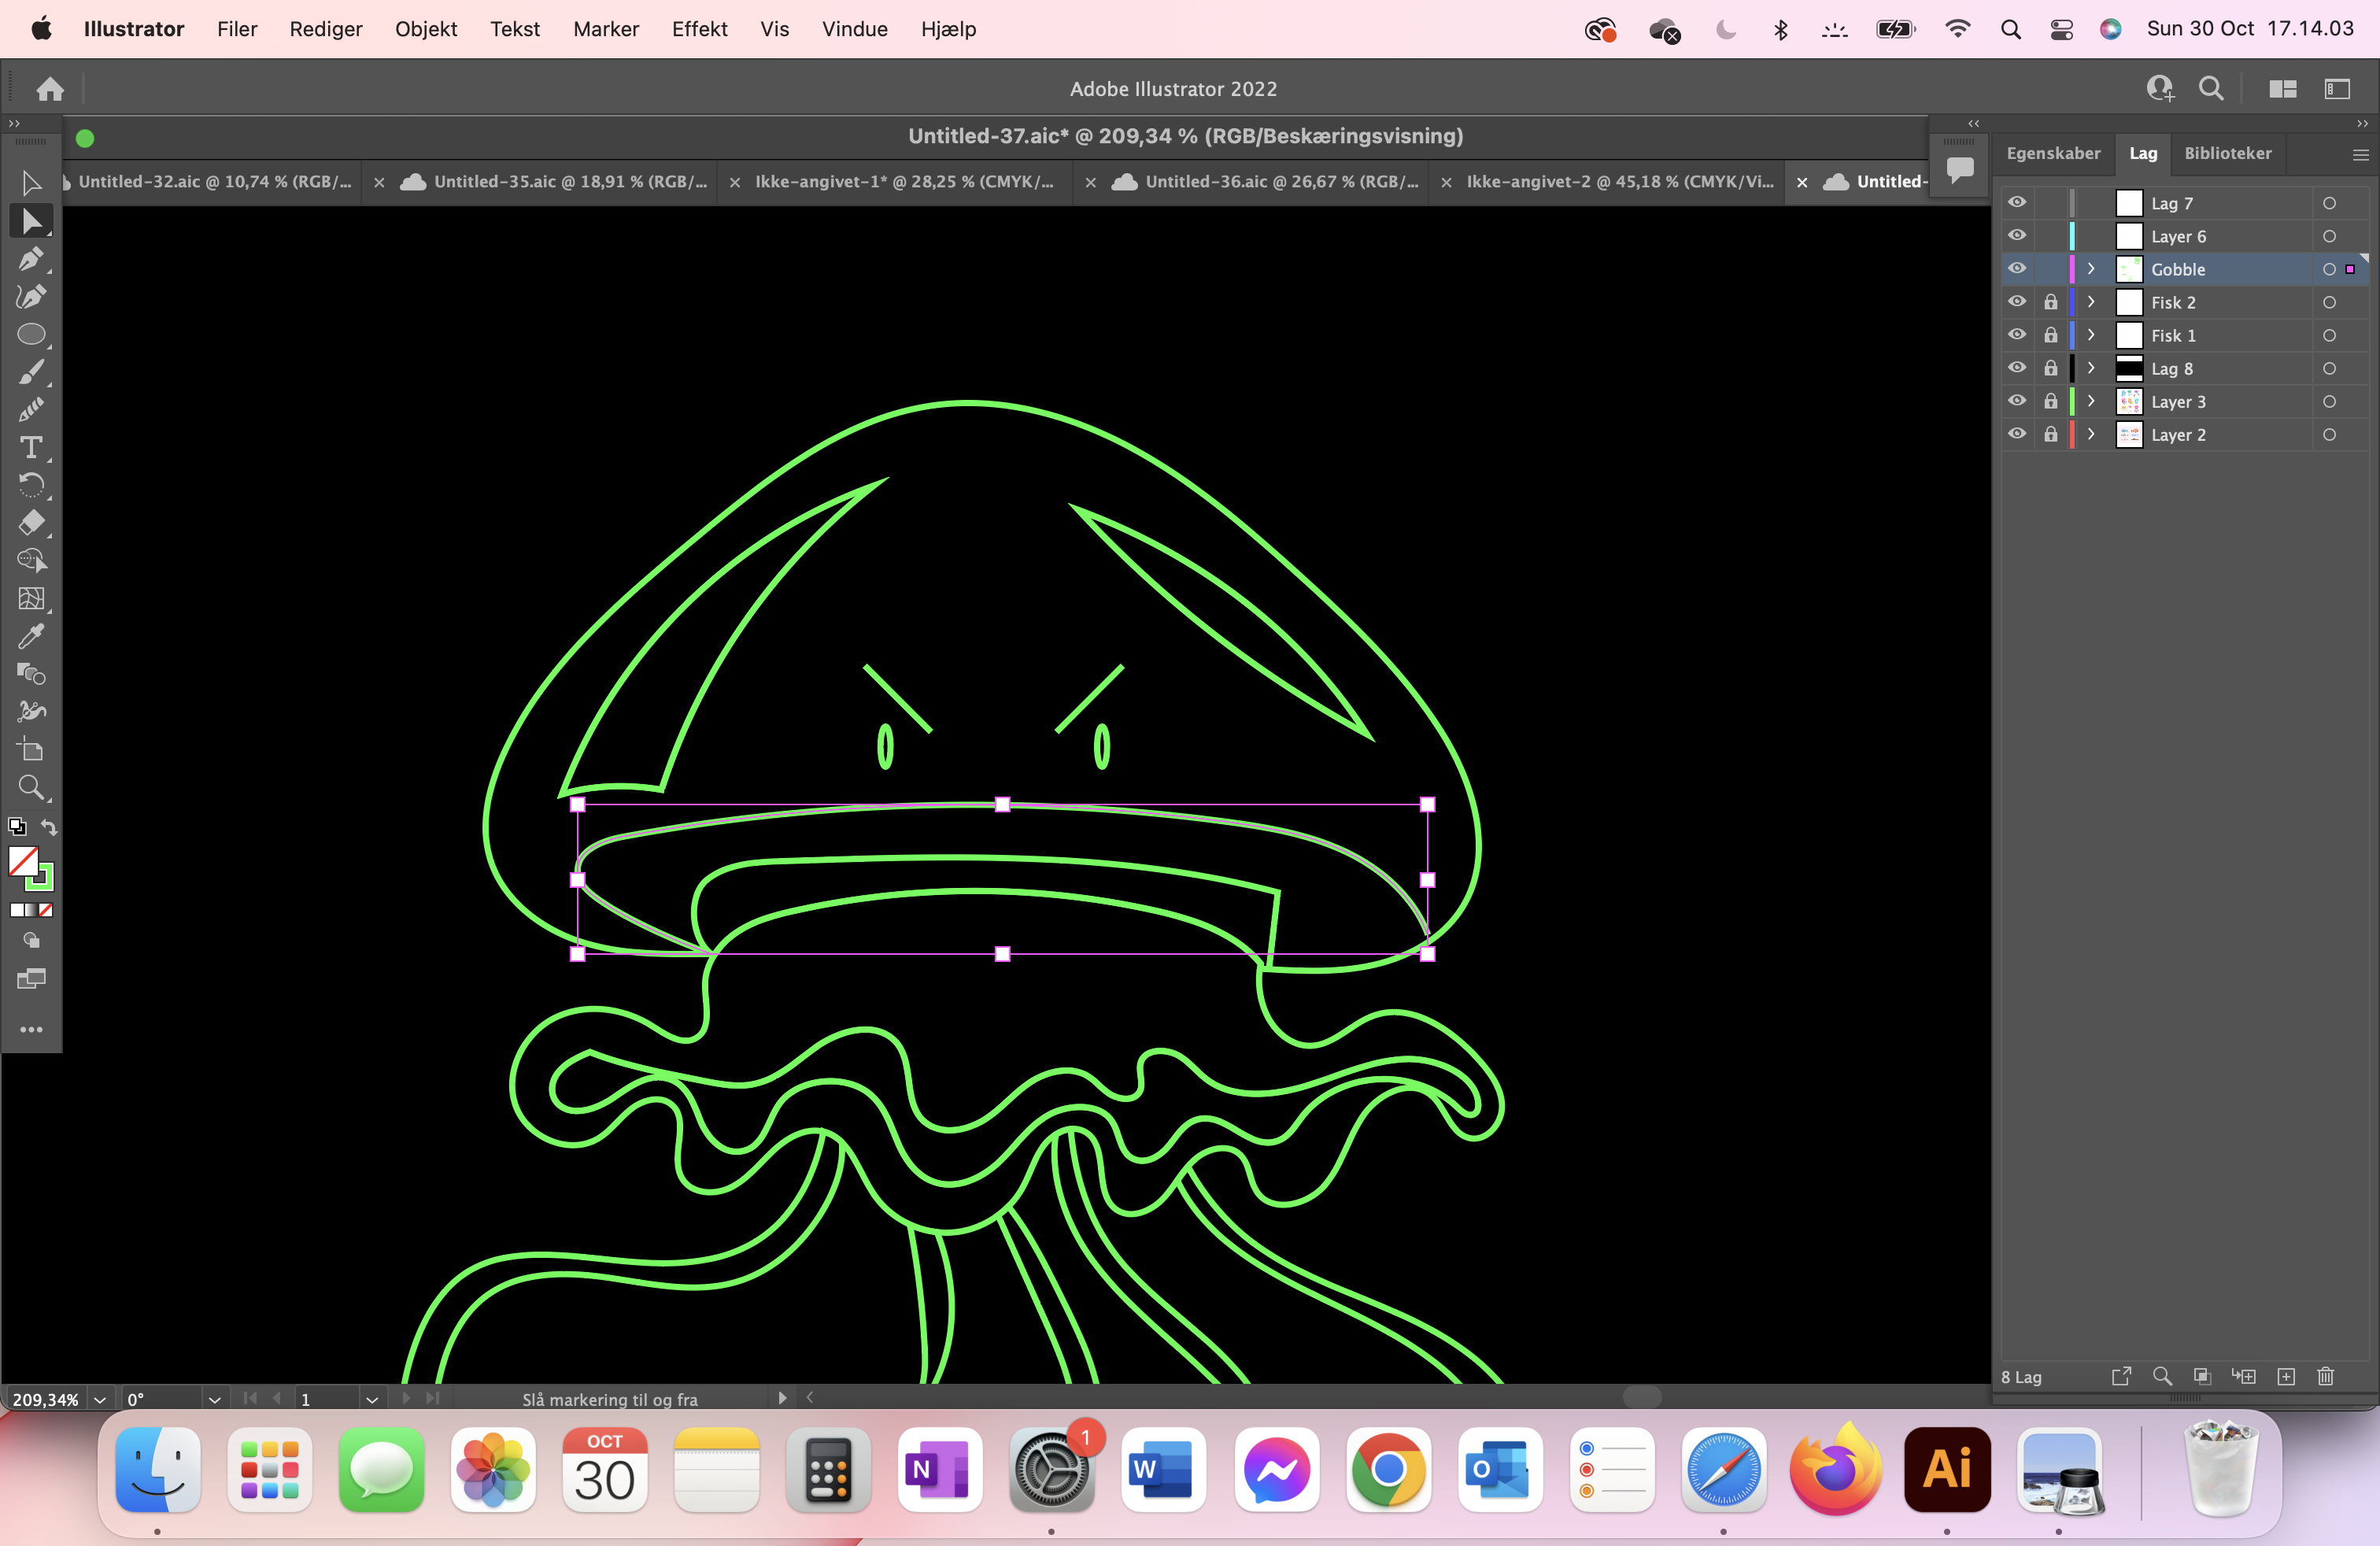 Illustrator Filer Rediger Objekt Tekst Marker Effekt Vis Vindue Hjælp Sun 30 Oct 17.14.03
Adobe Illustrator 2022
Untitled-37.aic* @ 209,34 % (RGB/Beskæringsvisning)
Untitled-32.aic @ 10,74 % (RGB/... Untitled-35.aic @ 18,91 % (RGB/... Ikke-angivet-1* @ 28,25 % (CMYK/... Untitled-36.aic @ 26,67 % (RGB/... Ikke-angivet-2 @ 45,18 % (CMYK/Vi... Untitled-
Egenskaber Lag Biblioteker
Lag 7
Layer 6
Gobble
Fisk 2
Fisk 1
Lag 8
Layer 3
Layer 2
8 Lag
209,34% 0° 1 Slå markering til og fra
OCT
30
N
1
W
O
Ai